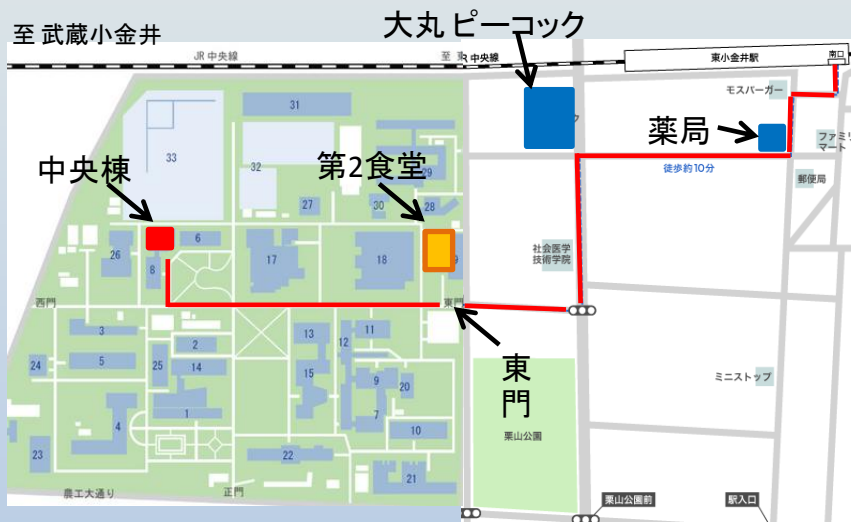 至 武蔵小金井
大丸 ピーコック
JR 中央線
至 東
R 中央線
東小金井駅
南口
モスバーガー
ク
薬局
ファミリ
マート
徒歩約10分
郵便局
中央棟
第2食堂
31
33
32
29
27
30
28
26
6
8
17
18
9
社会医学
技術学院
西門
東門
東
門
3
2
13
12
11
24
5
25
14
15
9
20
ミニストップ
4
1
7
10
栗山公園
23
22
21
農工大通り
正門
栗山公園前
駅入口